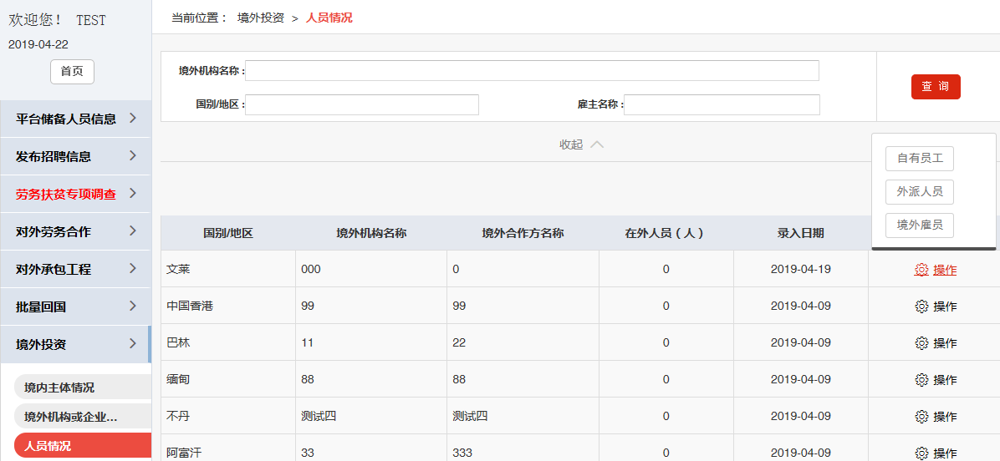 欢迎您！ TEST
2019-04-22
首页
平台储备人员信息
发布招聘信息
劳务扶贫专项调查
对外劳务合作
对外承包工程
批量回国
境外投资
境内主体情况
境外机构或企业...
人员情况
当前位置： 境外投资 > 人员情况
境外机构名称：
国别/地区： 雇主名称：
查 询
收起
自有员工
外派人员
境外雇员
国别/地区 境外机构名称 境外合作方名称 在外人员（人） 录入日期
文莱 000 0 0 2019-04-19 操作
中国香港 99 99 0 2019-04-09 操作
巴林 11 22 0 2019-04-09 操作
缅甸 88 88 0 2019-04-09 操作
不丹 测试四 测试四 0 2019-04-09 操作
阿富汗 33 333 0 2019-04-09 操作